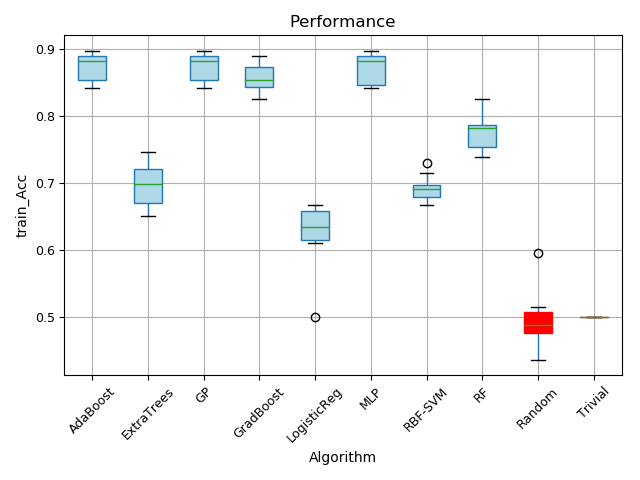 Performance
train_Acc
0.9
0.8
0.7
0.6
0.5
AdaBoost
ExtraTrees
GP
GradBoost
LogisticReg
MLP
RBF-SVM
RF
Random
Trivial
Algorithm